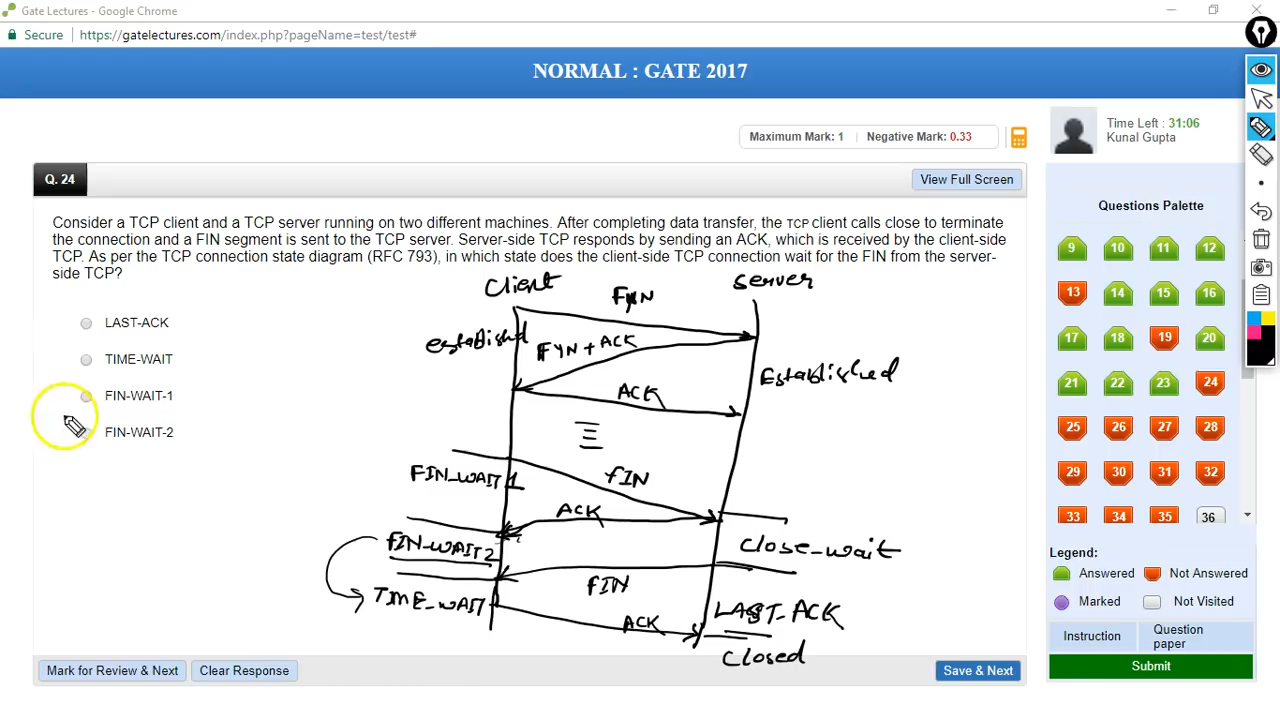 Gate Lectures - Google Chrome
Secure https://gatelectures.com/index.php?pageName=test/test#
NORMAL : GATE 2017
Maximum Mark: 1 | Negative Mark: 0.33
Time Left : 31:06
Kunal Gupta
Q. 24
View Full Screen
Consider a TCP client and a TCP server running on two different machines. After completing data transfer, the TCP client calls close to terminate
the connection and a FIN segment is sent to the TCP server. Server-side TCP responds by sending an ACK, which is received by the client-side
TCP. As per the TCP connection state diagram (RFC 793), in which state does the client-side TCP connection wait for the FIN from the server-
side TCP?
LAST-ACK
TIME-WAIT
FIN-WAIT-1
FIN-WAIT-2
Client
server
FYN
established
FYN + ACK
Established
ACK
FIN_WAIT1
FIN
ACK
FIN_WAIT2
Close_wait
FIN
TIME_WAIT
LAST_ACK
ACK
Closed
Questions Palette
9 10 11 12
13 14 15 16
17 18 19 20
21 22 23 24
25 26 27 28
29 30 31 32
33 34 35 36
Legend:
Answered
Not Answered
Marked
Not Visited
Instruction
Question
paper
Submit
Mark for Review & Next
Clear Response
Save & Next